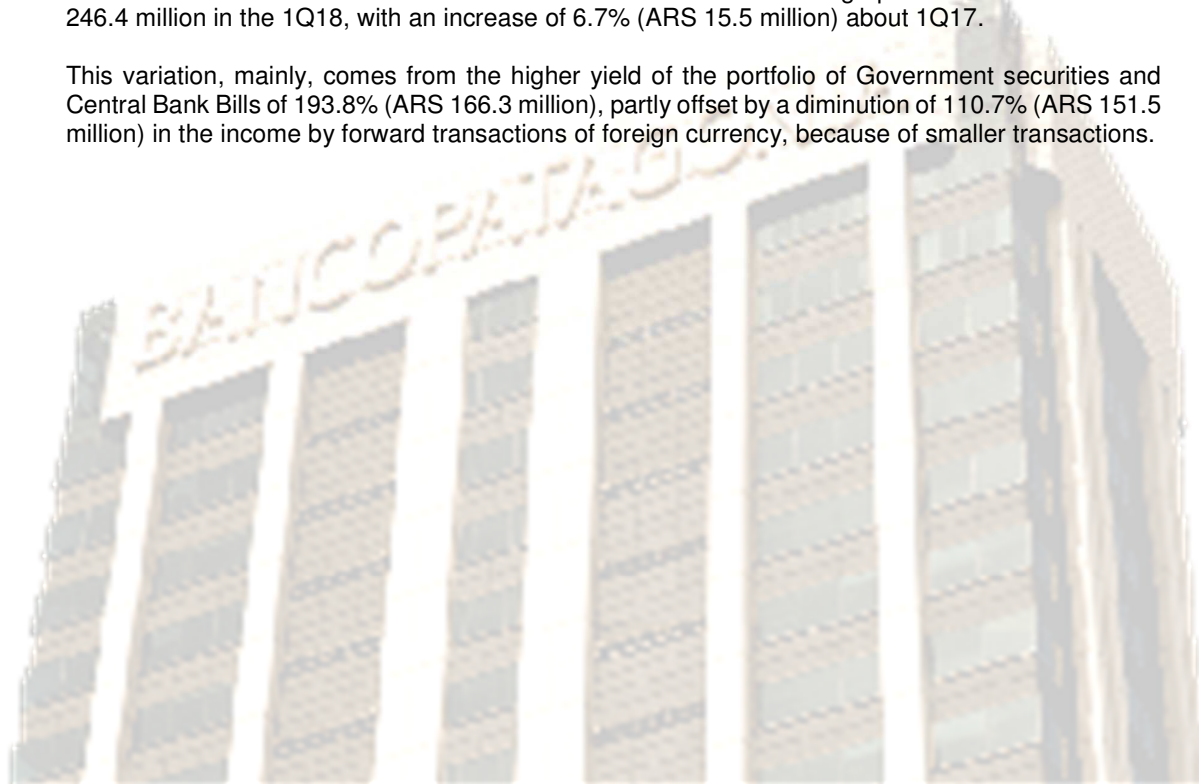 246.4 million in the 1Q18, with an increase of 6.7% (ARS 15.5 million) about 1Q17.
This variation, mainly, comes from the higher yield of the portfolio of Government securities and
Central Bank Bills of 193.8% (ARS 166.3 million), partly offset by a diminution of 110.7% (ARS 151.5
million) in the income by forward transactions of foreign currency, because of smaller transactions.